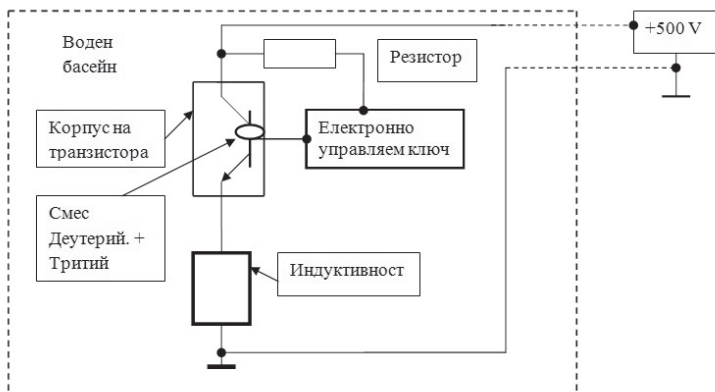 Воден
басейн
Резистор
+500 V
Корпус на
транзистора
Електронно
управляем ключ
Смес
Деутерий. +
Тритий
Индуктивност